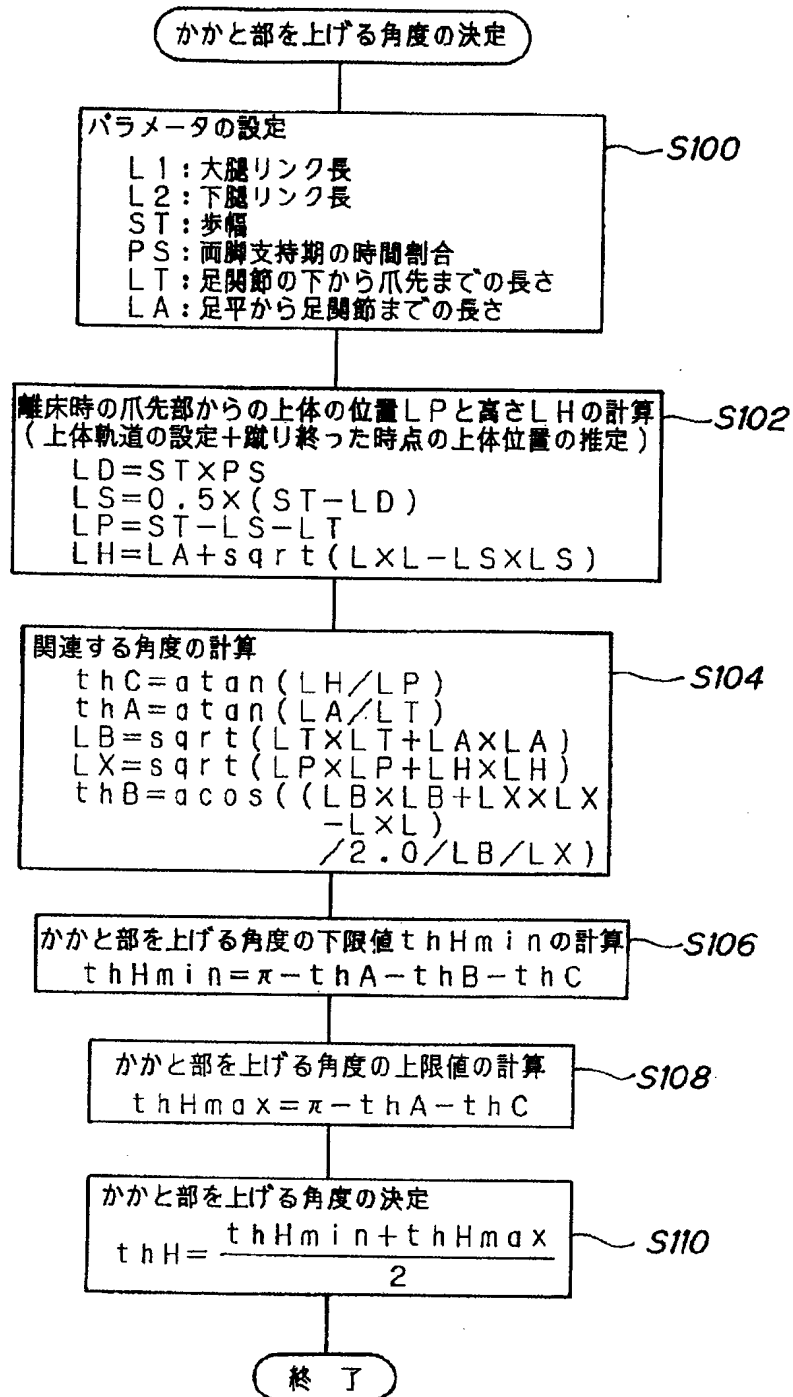 かかと部を上げる角度の決定
パラメータの設定
S100
L1:大腿リンク長
L2:下腿リンク長
ST:歩幅
PS:両脚支持期の時間割合
LT:足関節の下から爪先までの長さ
LA:足平から足関節までの長さ
離床時の爪先部からの上体の位置LPと高さLHの計算
S102
(上体軌道の設定+蹴り終った時点の上体位置の推定)
LD=ST×PS
LS=0.5×(ST-LD)
LP=ST-LS-LT
LH=LA+sqrt(L×L-LS×LS)
関連する角度の計算
S104
thC=atan(LH/LP)
thA=atan(LA/LT)
LB=sqrt(LT×LT+LA×LA)
LX=sqrt(LP×LP+LH×LH)
thB=acos((LB×LB+LX×LX
-L×L)
/2.0/LB/LX)
かかと部を上げる角度の下限値thHminの計算
S106
thHmin=π-thA-thB-thC
かかと部を上げる角度の上限値の計算
S108
thHmax=π-thA-thC
かかと部を上げる角度の決定
S110
thH=
thHmin+thHmax
2
終 了